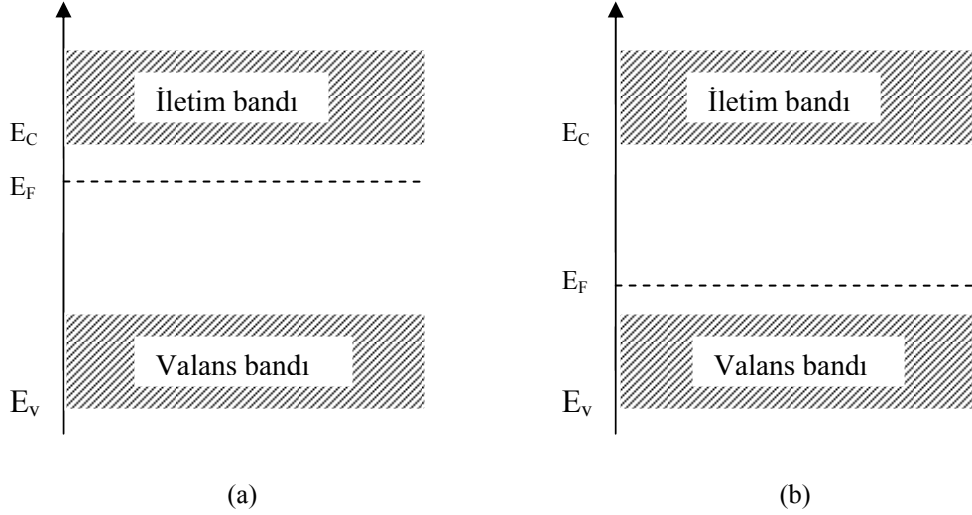 İletim bandı
E_C
E_F
Valans bandı
E_v
(a)
İletim bandı
E_C
E_F
Valans bandı
E_v
(b)